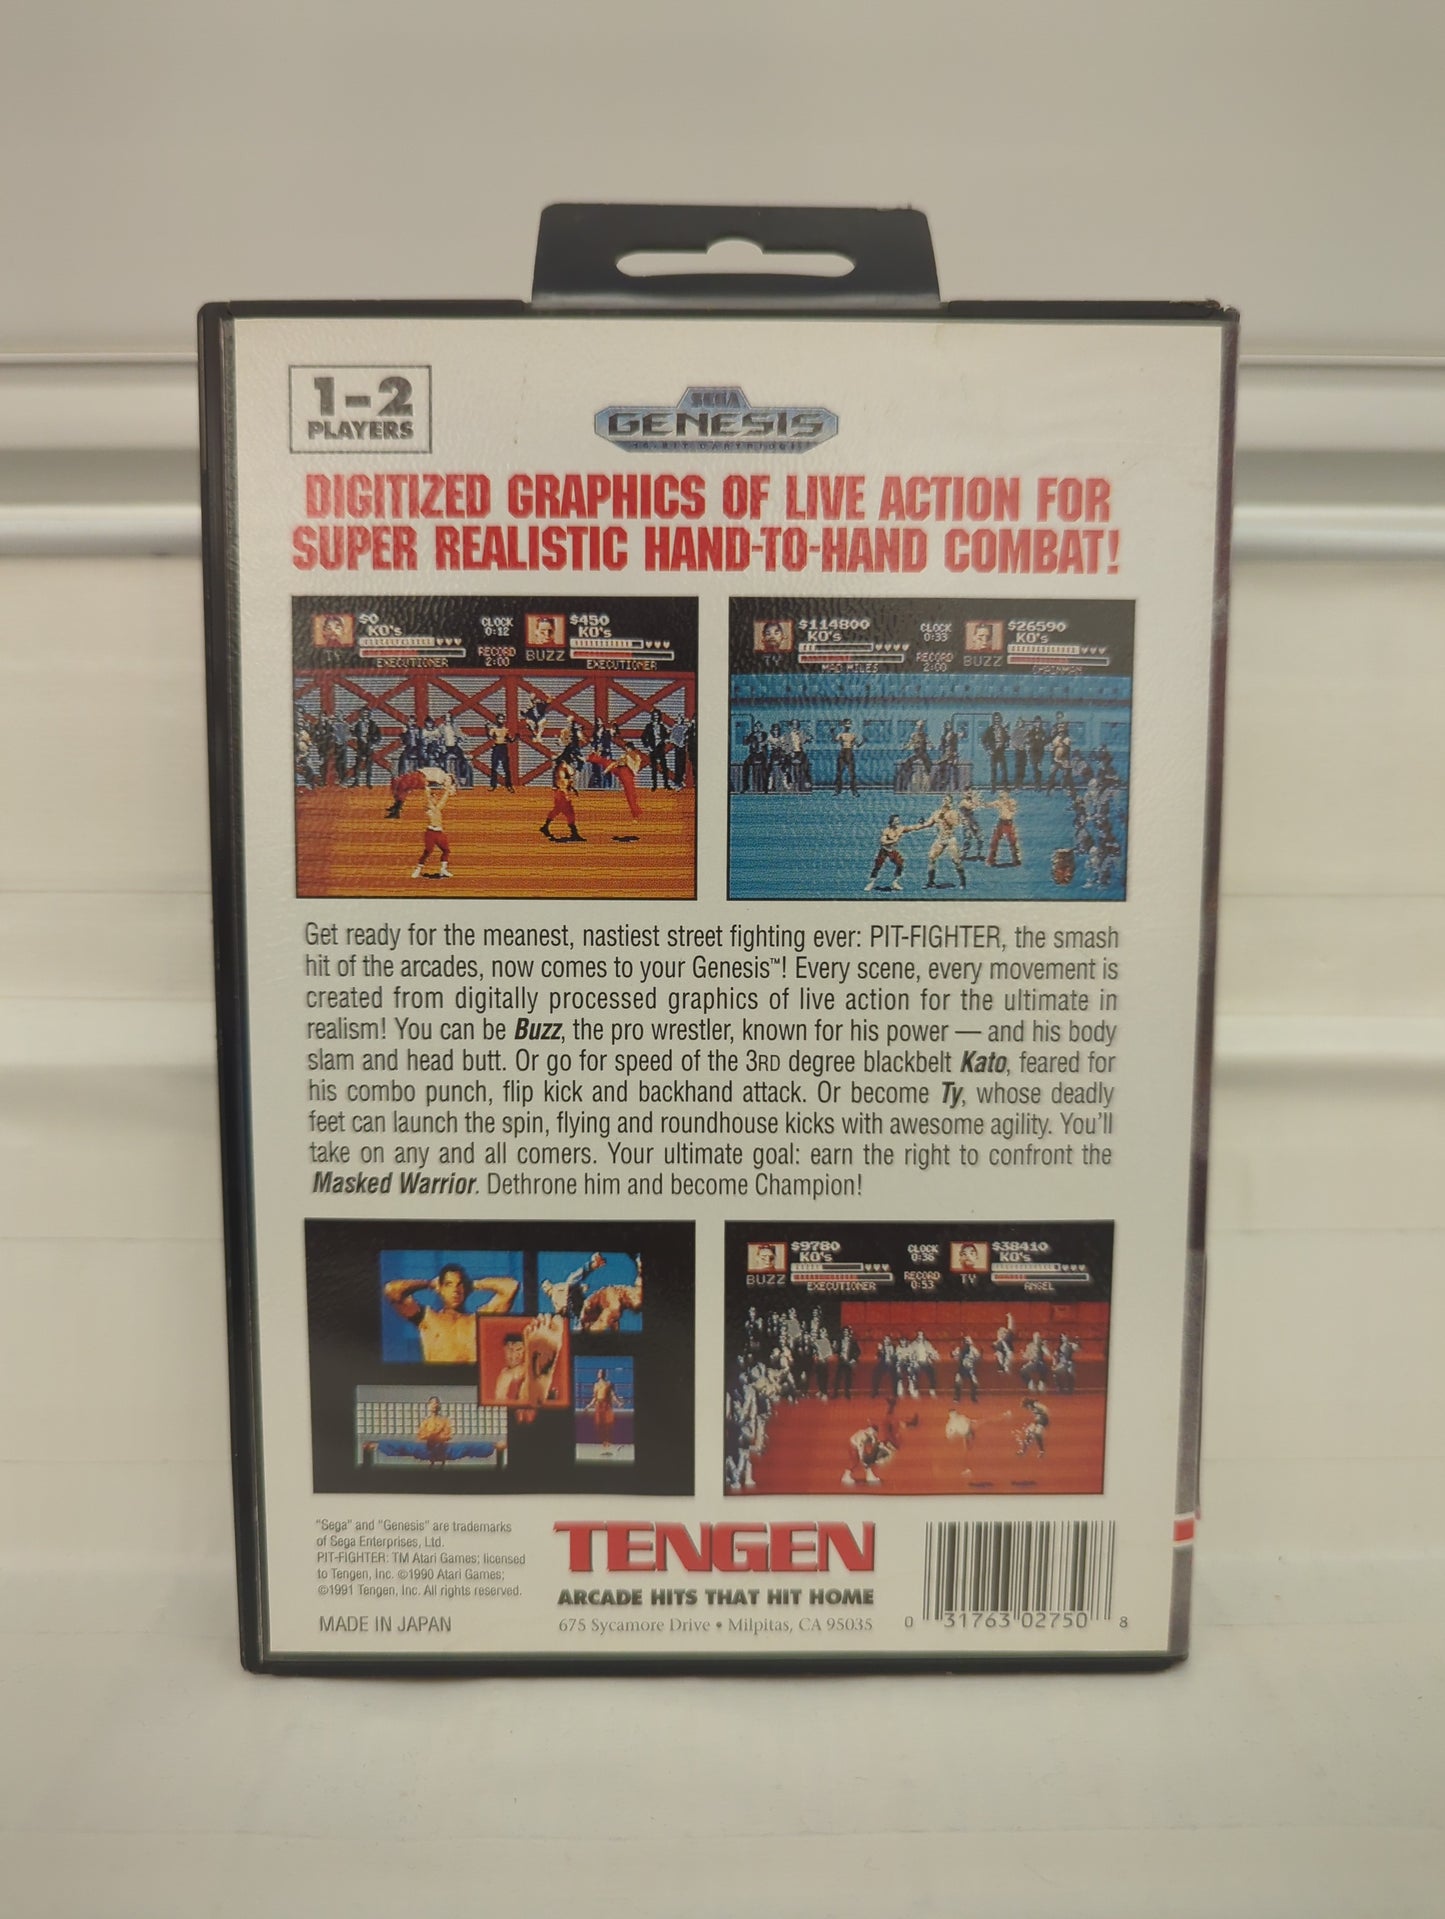 1-2
PLAYERS
SEGA
GENESIS
16-BIT CARTRIDGE
DIGITIZED GRAPHICS OF LIVE ACTION FOR
SUPER REALISTIC HAND-TO-HAND COMBAT!
$0
KO's
TY
EXECUTIONER
CLOCK
0:12
RECORD
2:00
$450
KO's
BUZZ
EXECUTIONER
$114800
KO's
TY
MAD MILES
CLOCK
0:33
RECORD
2:00
$26590
KO's
BUZZ
CHAINMAN
Get ready for the meanest, nastiest street fighting ever: PIT-FIGHTER, the smash
hit of the arcades, now comes to your Genesis™! Every scene, every movement is
created from digitally processed graphics of live action for the ultimate in
realism! You can be Buzz, the pro wrestler, known for his power — and his body
slam and head butt. Or go for speed of the 3RD degree blackbelt Kato, feared for
his combo punch, flip kick and backhand attack. Or become Ty, whose deadly
feet can launch the spin, flying and roundhouse kicks with awesome agility. You'll
take on any and all comers. Your ultimate goal: earn the right to confront the
Masked Warrior. Dethrone him and become Champion!
$9780
KO's
BUZZ
EXECUTIONER
CLOCK
0:36
RECORD
0:53
$38410
KO's
TY
ANGEL
"Sega" and "Genesis" are trademarks
of Sega Enterprises, Ltd.
PIT-FIGHTER: TM Atari Games; licensed
to Tengen, Inc. ©1990 Atari Games;
©1991 Tengen, Inc. All rights reserved.
MADE IN JAPAN
TENGEN
ARCADE HITS THAT HIT HOME
675 Sycamore Drive • Milpitas, CA 95035
0 31763 02750 8